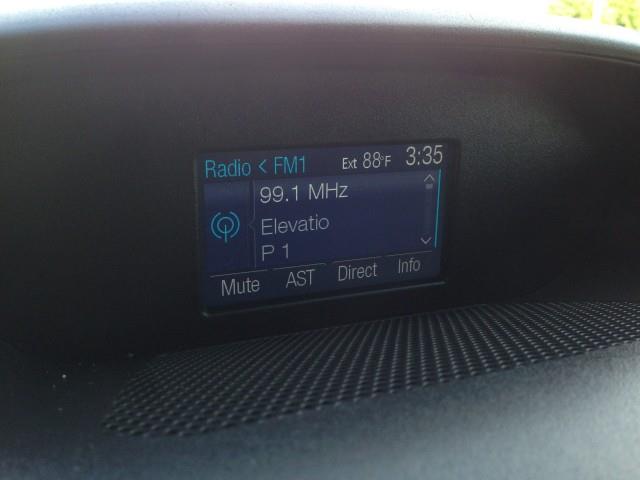 Radio < FM1 Ext 88°F 3:35
99.1 MHz
Elevatio
P 1
Mute AST Direct Info